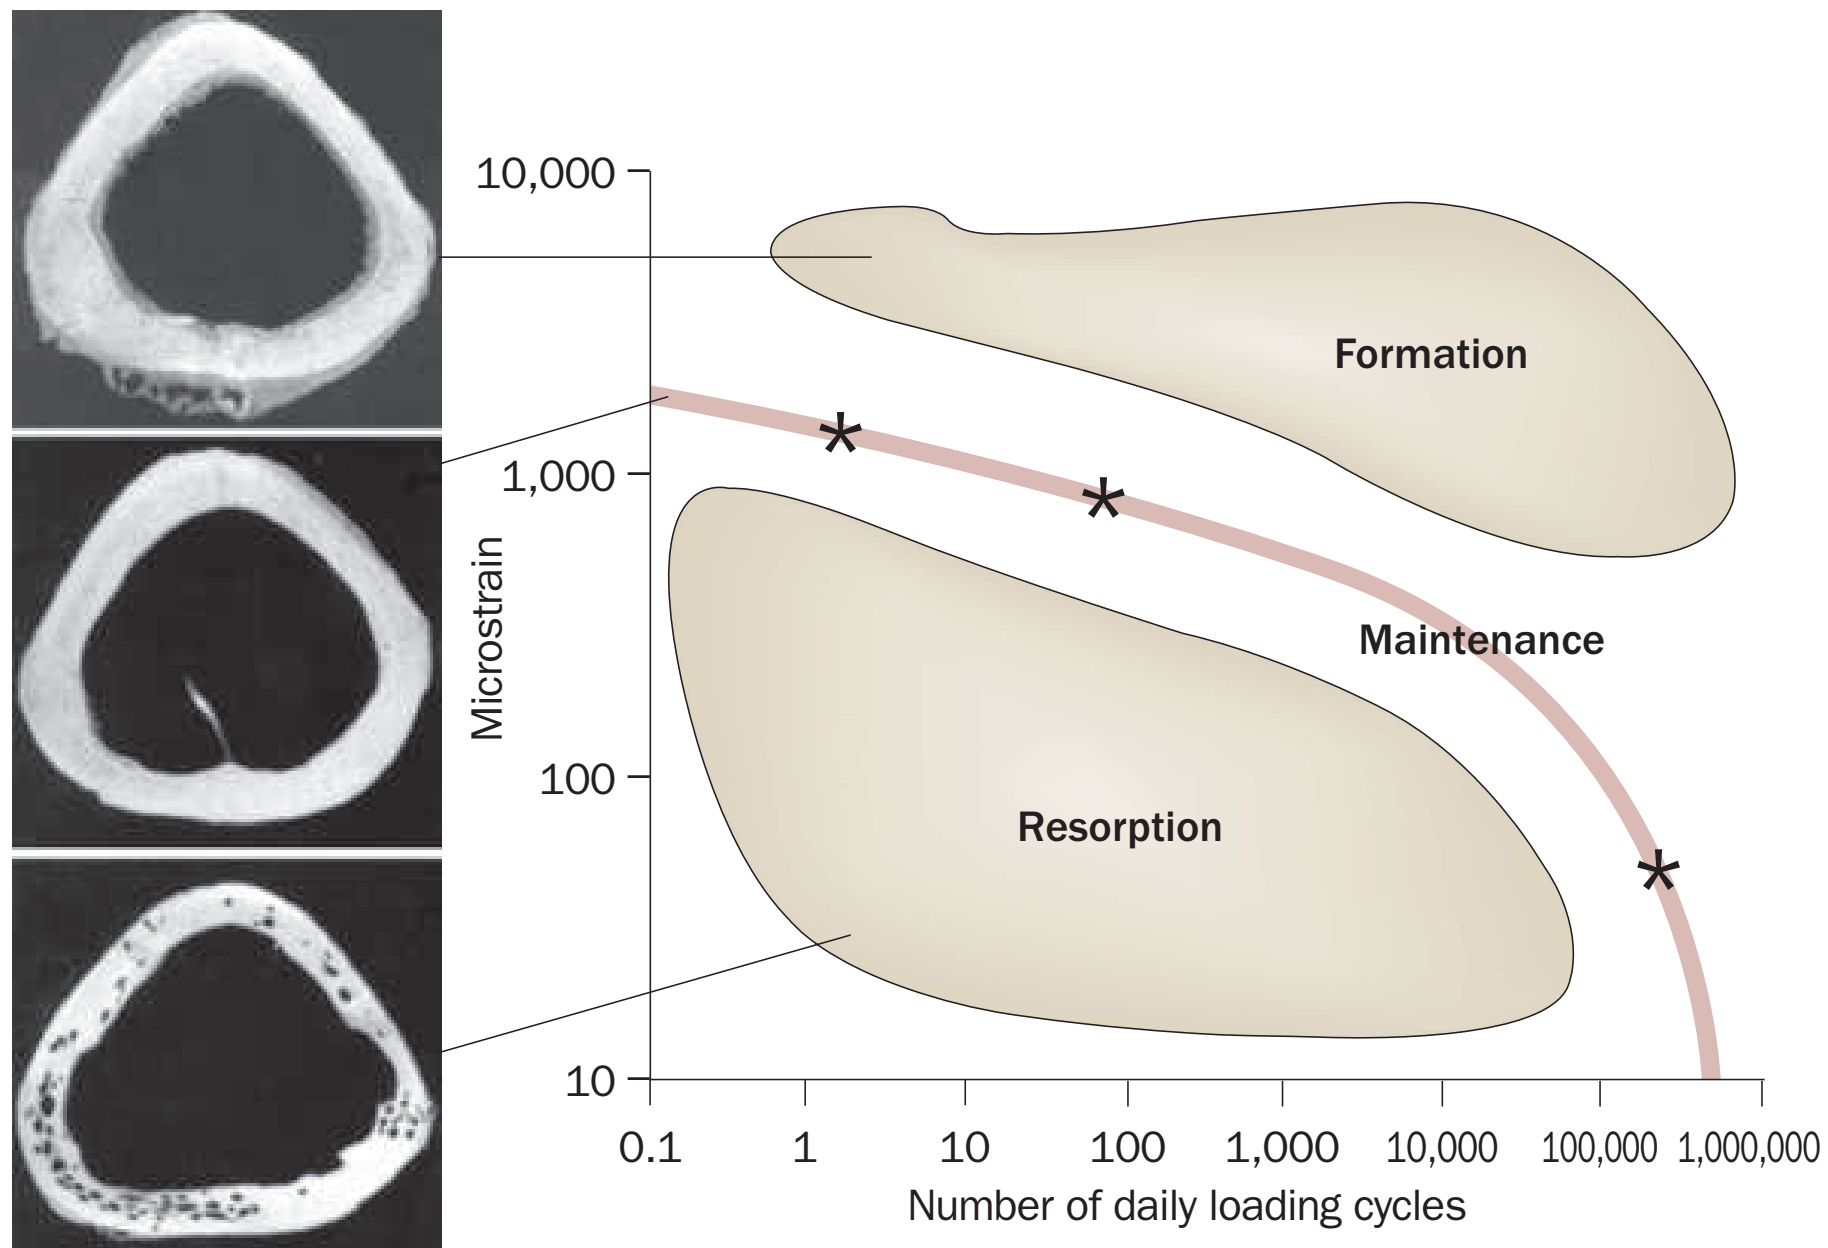 10,000
Formation
*
1,000
*
Microstrain
Maintenance
100
Resorption
*
10
0.1 1 10 100 1,000 10,000 100,000 1,000,000
Number of daily loading cycles